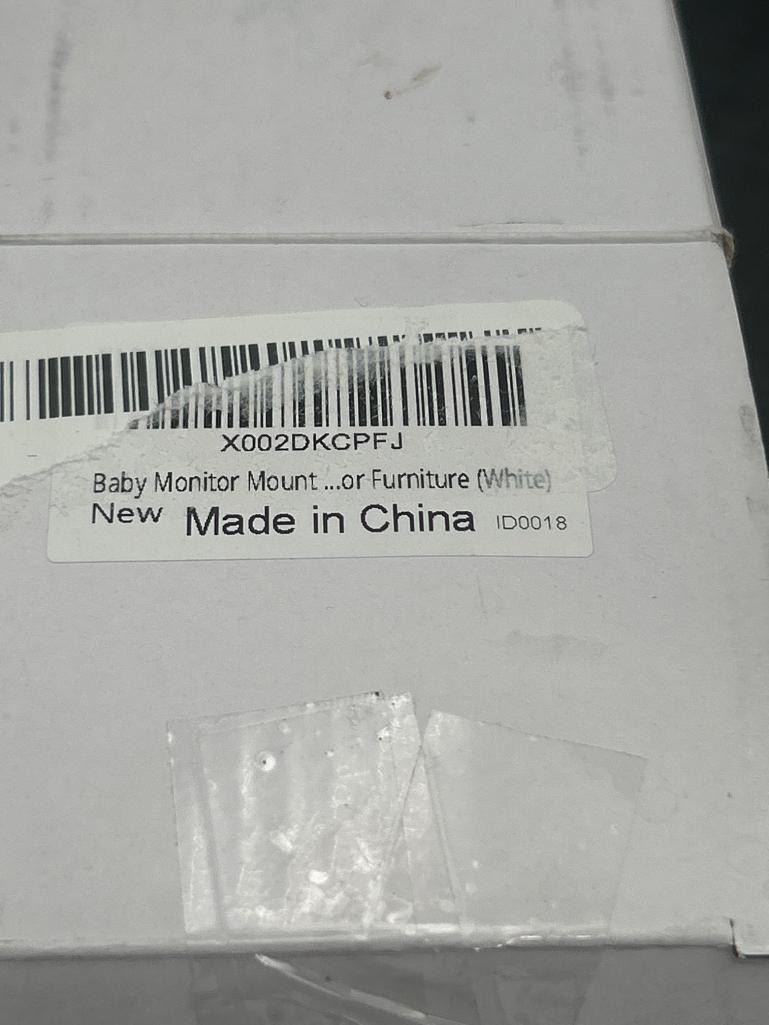 X002DKCPFJ
Baby Monitor Mount ...or Furniture (White)
New Made in China ID0018